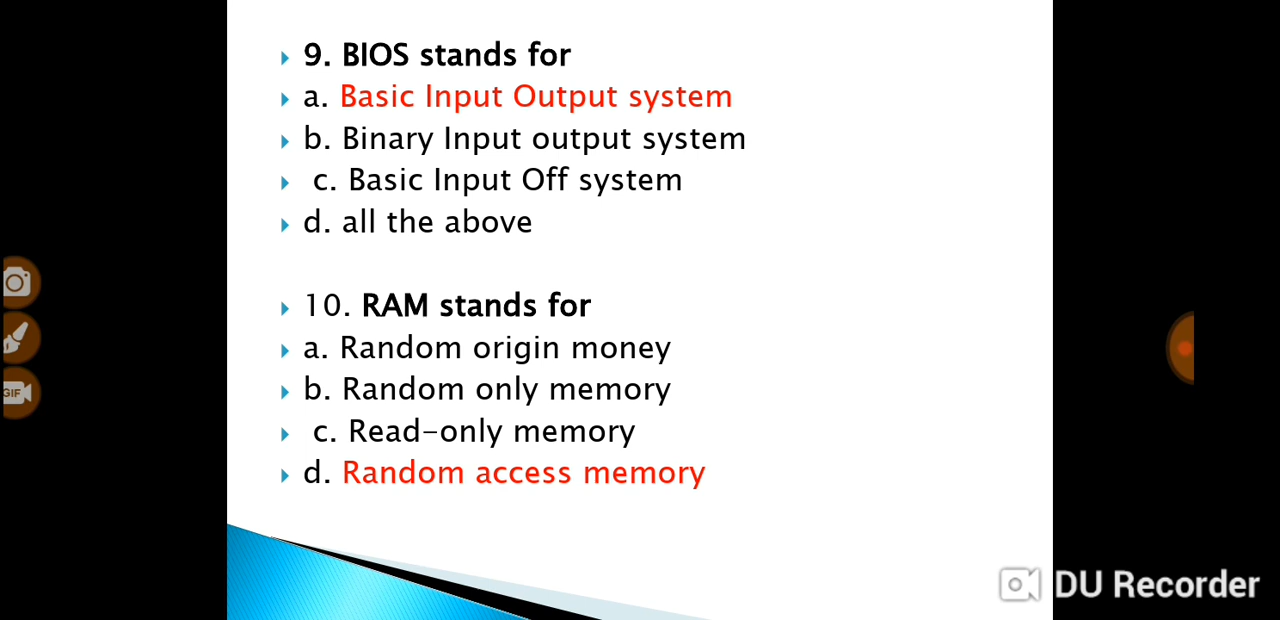 9. BIOS stands for
a. Basic Input Output system
b. Binary Input output system
c. Basic Input Off system
d. all the above
10. RAM stands for
a. Random origin money
b. Random only memory
c. Read-only memory
d. Random access memory
GIF
DU Recorder